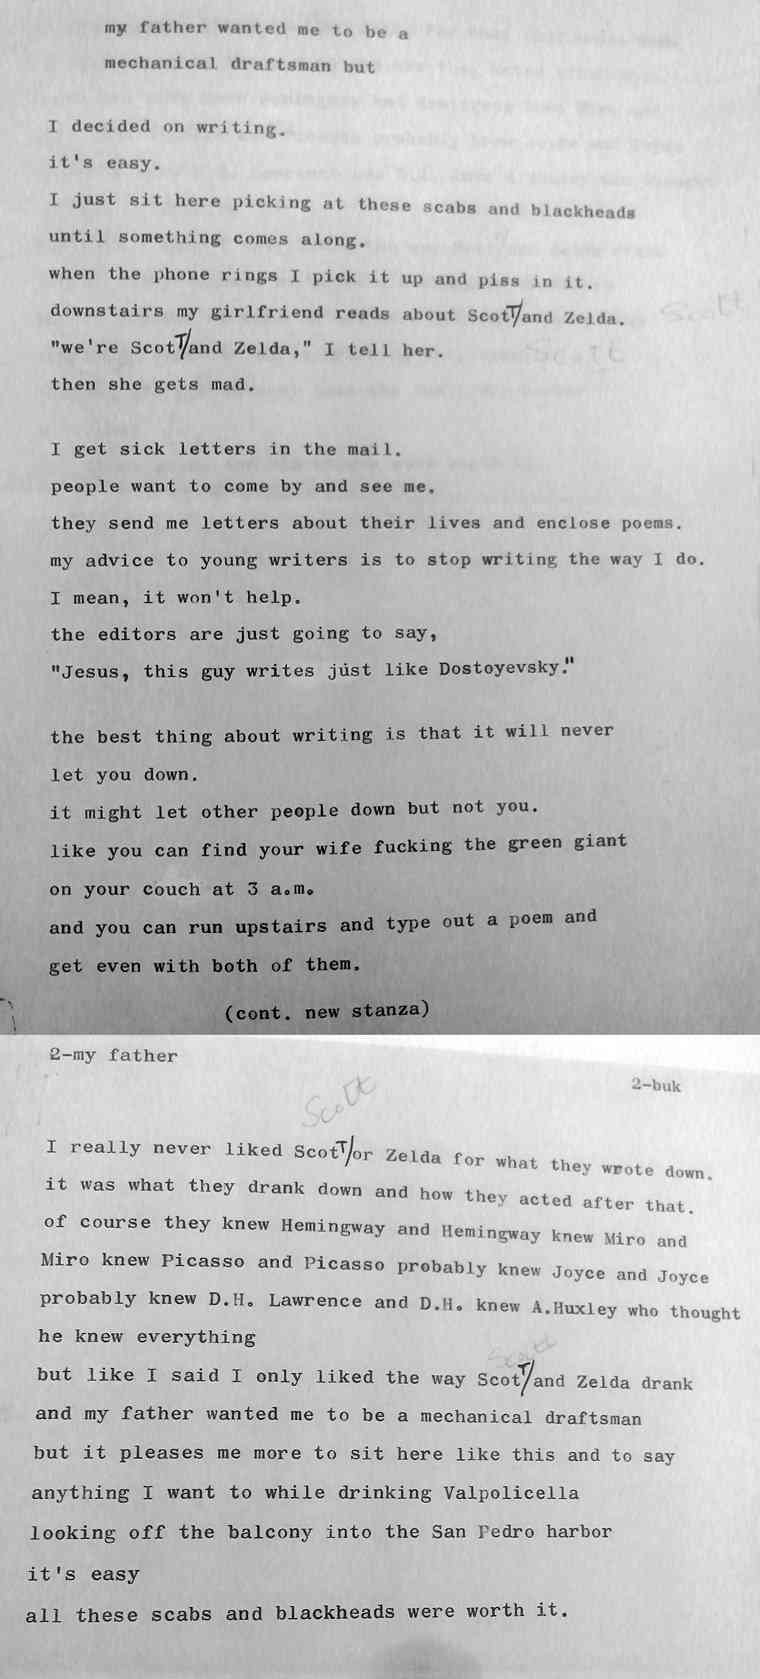 my father wanted me to be a
mechanical draftsman but
I decided on writing.
it's easy.
I just sit here picking at these scabs and blackheads
until something comes along.
when the phone rings I pick it up and piss in it.
downstairs my girlfriend reads about ScotT/and Zelda. Scott
"we're ScotT/and Zelda," I tell her. Scott
then she gets mad.
I get sick letters in the mail.
people want to come by and see me.
they send me letters about their lives and enclose poems.
my advice to young writers is to stop writing the way I do.
I mean, it won't help.
the editors are just going to say,
"Jesus, this guy writes just like Dostoyevsky."
the best thing about writing is that it will never
let you down.
it might let other people down but not you.
like you can find your wife fucking the green giant
on your couch at 3 a.m.
and you can run upstairs and type out a poem and
get even with both of them.
(cont. new stanza)
2-my father
2-buk
Scott
I really never liked ScotT/or Zelda for what they wrote down.
it was what they drank down and how they acted after that.
of course they knew Hemingway and Hemingway knew Miro and
Miro knew Picasso and Picasso probably knew Joyce and Joyce
probably knew D.H. Lawrence and D.H. knew A.Huxley who thought
he knew everything
Scott
but like I said I only liked the way ScotT/and Zelda drank
and my father wanted me to be a mechanical draftsman
but it pleases me more to sit here like this and to say
anything I want to while drinking Valpolicella
looking off the balcony into the San Pedro harbor
it's easy
all these scabs and blackheads were worth it.